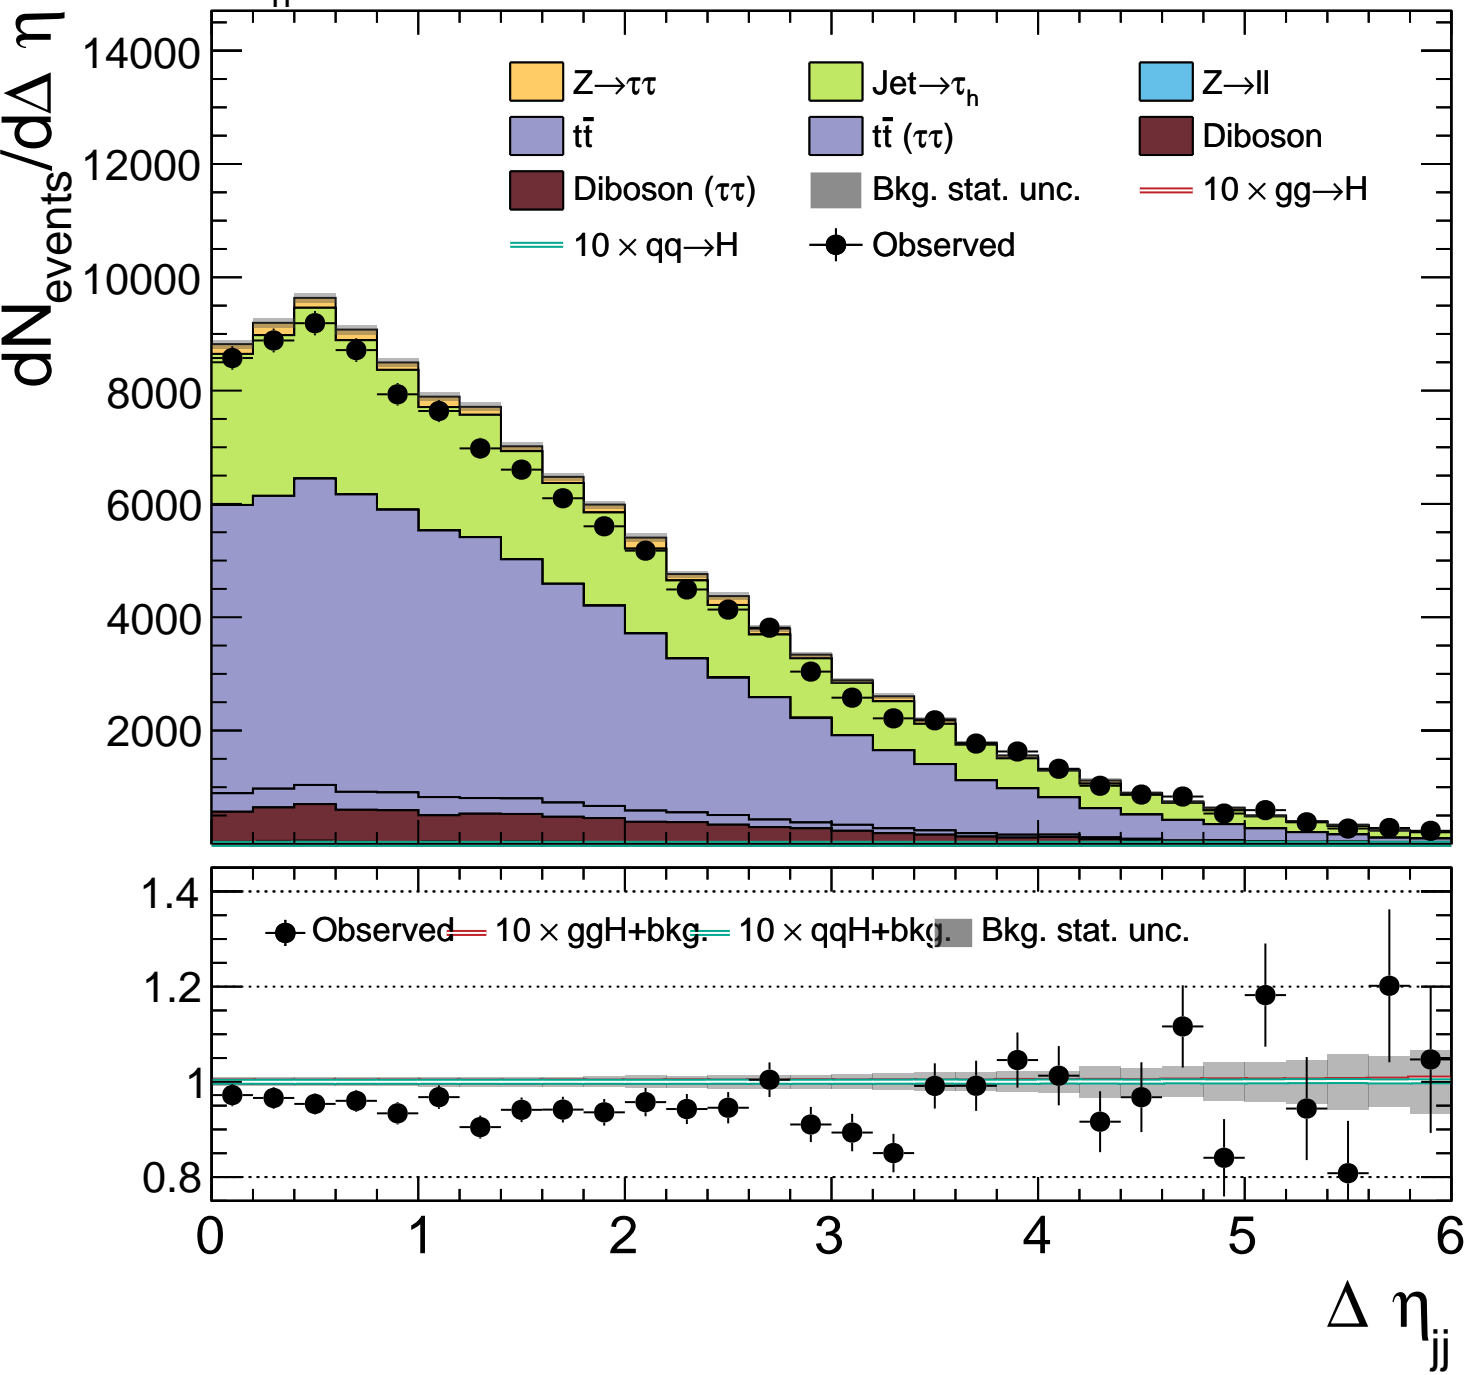 dN_events/dΔ η_jj
14000
12000
10000
8000
6000
4000
2000
Z→ττ Jet→τ_h Z→ll
tt̄ tt̄ (ττ) Diboson
Diboson (ττ) Bkg. stat. unc. 10 × gg→H
10 × qq→H Observed
1.4
1.2
1
0.8
Observed 10 × ggH+bkg. 10 × qqH+bkg. Bkg. stat. unc.
0 1 2 3 4 5 6
Δ η_jj